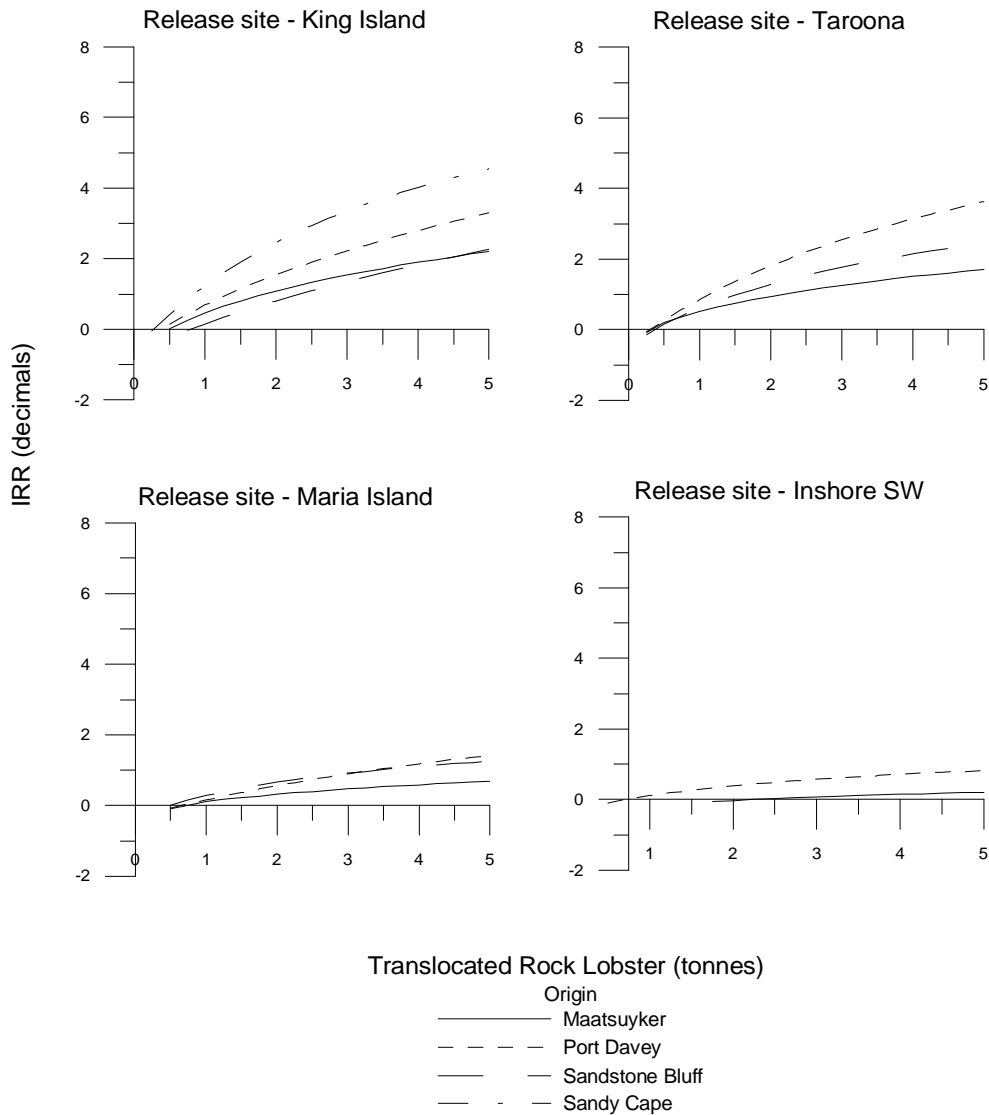 Release site - King Island
8
6
4
2
0
-2
0 1 2 3 4 5
Release site - Taroona
8
6
4
2
0
-2
0 1 2 3 4 5
IRR (decimals)
Release site - Maria Island
8
6
4
2
0
-2
0 1 2 3 4 5
Release site - Inshore SW
8
6
4
2
0
-2
1 2 3 4 5
Translocated Rock Lobster (tonnes)
Origin
Maatsuyker
Port Davey
Sandstone Bluff
Sandy Cape